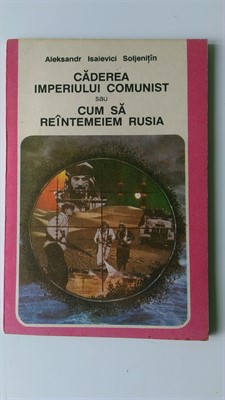 Aleksandr Isaievici Soljenițîn
CĂDEREA
IMPERIULUI COMUNIST
sau
CUM SĂ
REÎNTEMEIEM RUSIA